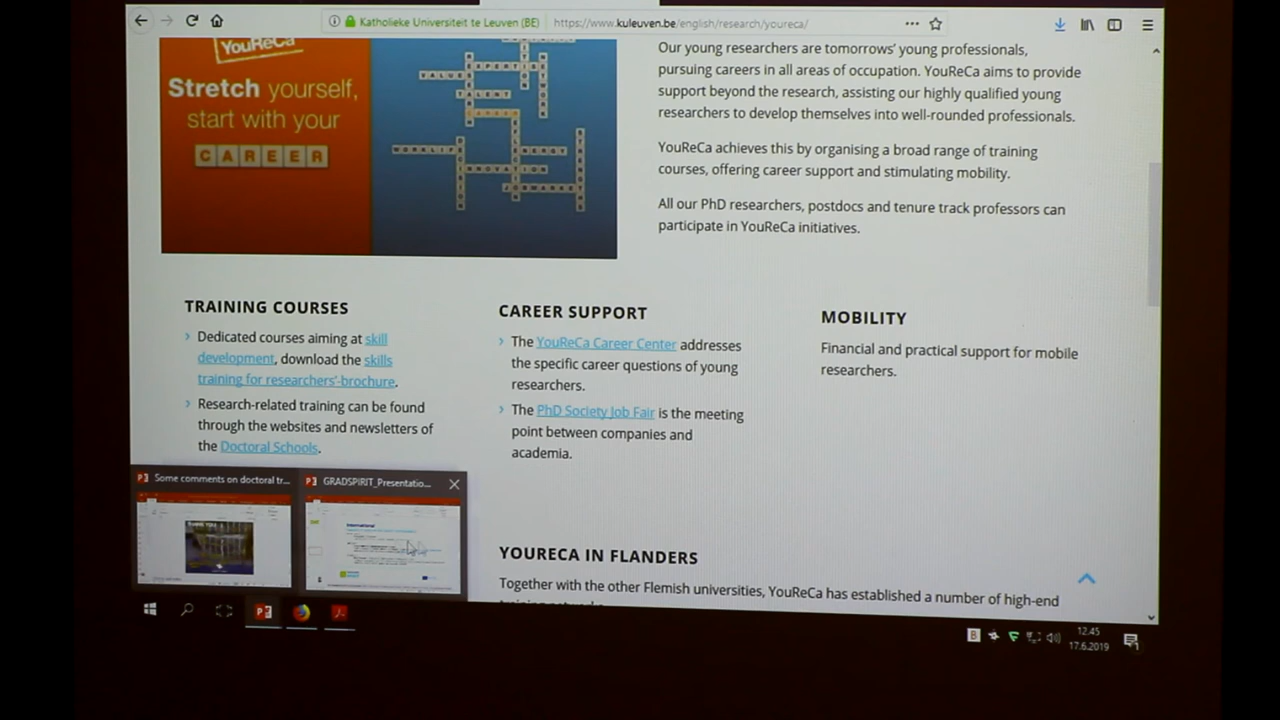 Katholieke Universiteit te Leuven (BE)
https://www.kuleuven.be/english/research/youreca/
YouReCa
Stretch yourself,
start with your
CAREER
VALUE
TALENT
Our young researchers are tomorrows' young professionals,
pursuing careers in all areas of occupation. YouReCa aims to provide
support beyond the research, assisting our highly qualified young
researchers to develop themselves into well-rounded professionals.
YouReCa achieves this by organising a broad range of training
courses, offering career support and stimulating mobility.
All our PhD researchers, postdocs and tenure track professors can
participate in YouReCa initiatives.
TRAINING COURSES
Dedicated courses aiming at skill
development, download the skills
training for researchers'-brochure.
Research-related training can be found
through the websites and newsletters of
the Doctoral Schools.
CAREER SUPPORT
The YouReCa Career Center addresses
the specific career questions of young
researchers.
The PhD Society Job Fair is the meeting
point between companies and
academia.
MOBILITY
Financial and practical support for mobile
researchers.
YOURECA IN FLANDERS
Together with the other Flemish universities, YouReCa has established a number of high-end
Some comments on doctoral tr...
GRADSPIRIT_Presentatio...
International
12.45
17.6.2019